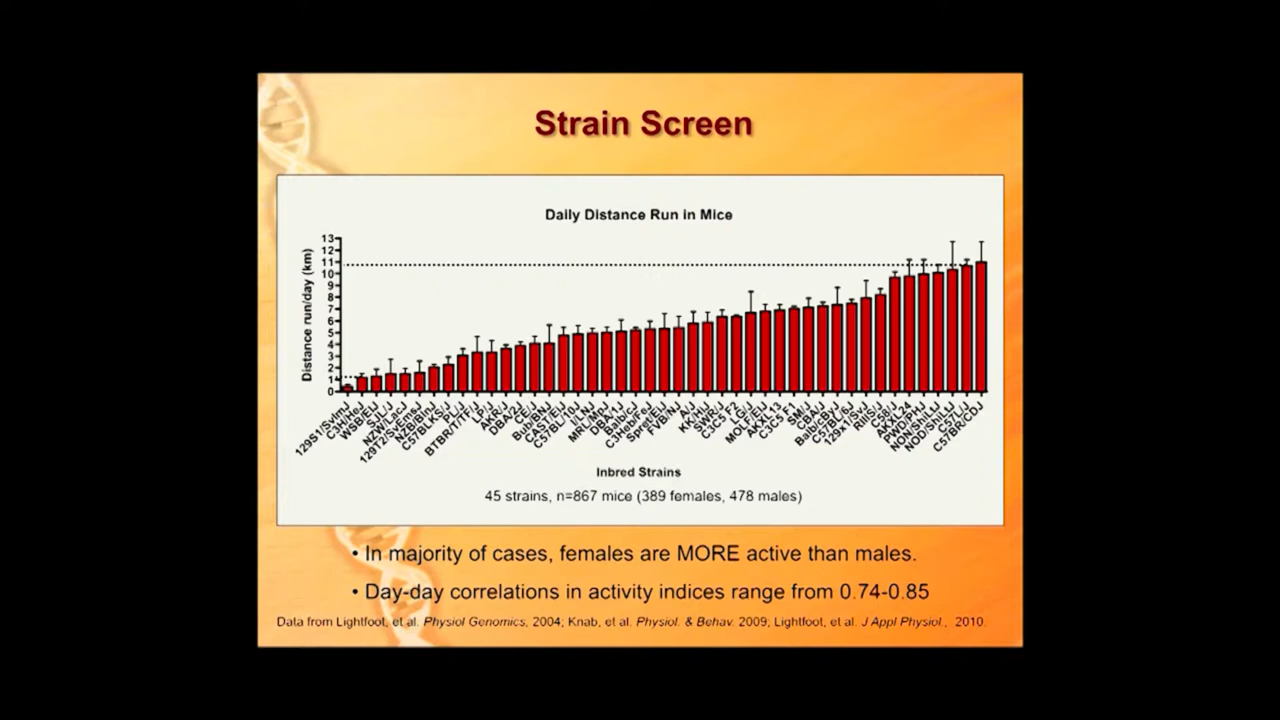 Strain Screen
Daily Distance Run in Mice
Distance run/day (km)
13
12
11
10
9
8
7
6
5
4
3
2
1
0
129S1/SvImJ
C3H/HeJ
WSB/EIJ
SJL/J
NZW/LacJ
129T2/SvEmsJ
NZB/BlnJ
C57BLKS/J
PL/J
BTBR/T/TF/J
LP/J
AKR/J
DBA/2J
CE/J
Bub/BNJ
CAST/EiJ
C57BL/10J
I/LNJ
MRL/MpJ
DBA/1J
Balb/cJ
C3Heb/FeJ
Spret/EiJ
FVB/NJ
A/J
KK/HIJ
SWR/J
C3C5 F2
LG/J
MOLF/EiJ
AKXL13
C3C5 F1
SM/J
CBA/J
Balb/cByJ
C57BL/6J
129x1/SvJ
RIIIS/J
C58/J
AKXL24
PWD/PHJ
NON/ShiLtJ
NOD/ShiLtJ
C57L/J
C57BR/CDJ
Inbred Strains
45 strains, n=867 mice (389 females, 478 males)
• In majority of cases, females are MORE active than males.
• Day-day correlations in activity indices range from 0.74-0.85
Data from Lightfoot, et al. Physiol Genomics, 2004; Knab, et al. Physiol. & Behav. 2009; Lightfoot, et al. J Appl Physiol., 2010.